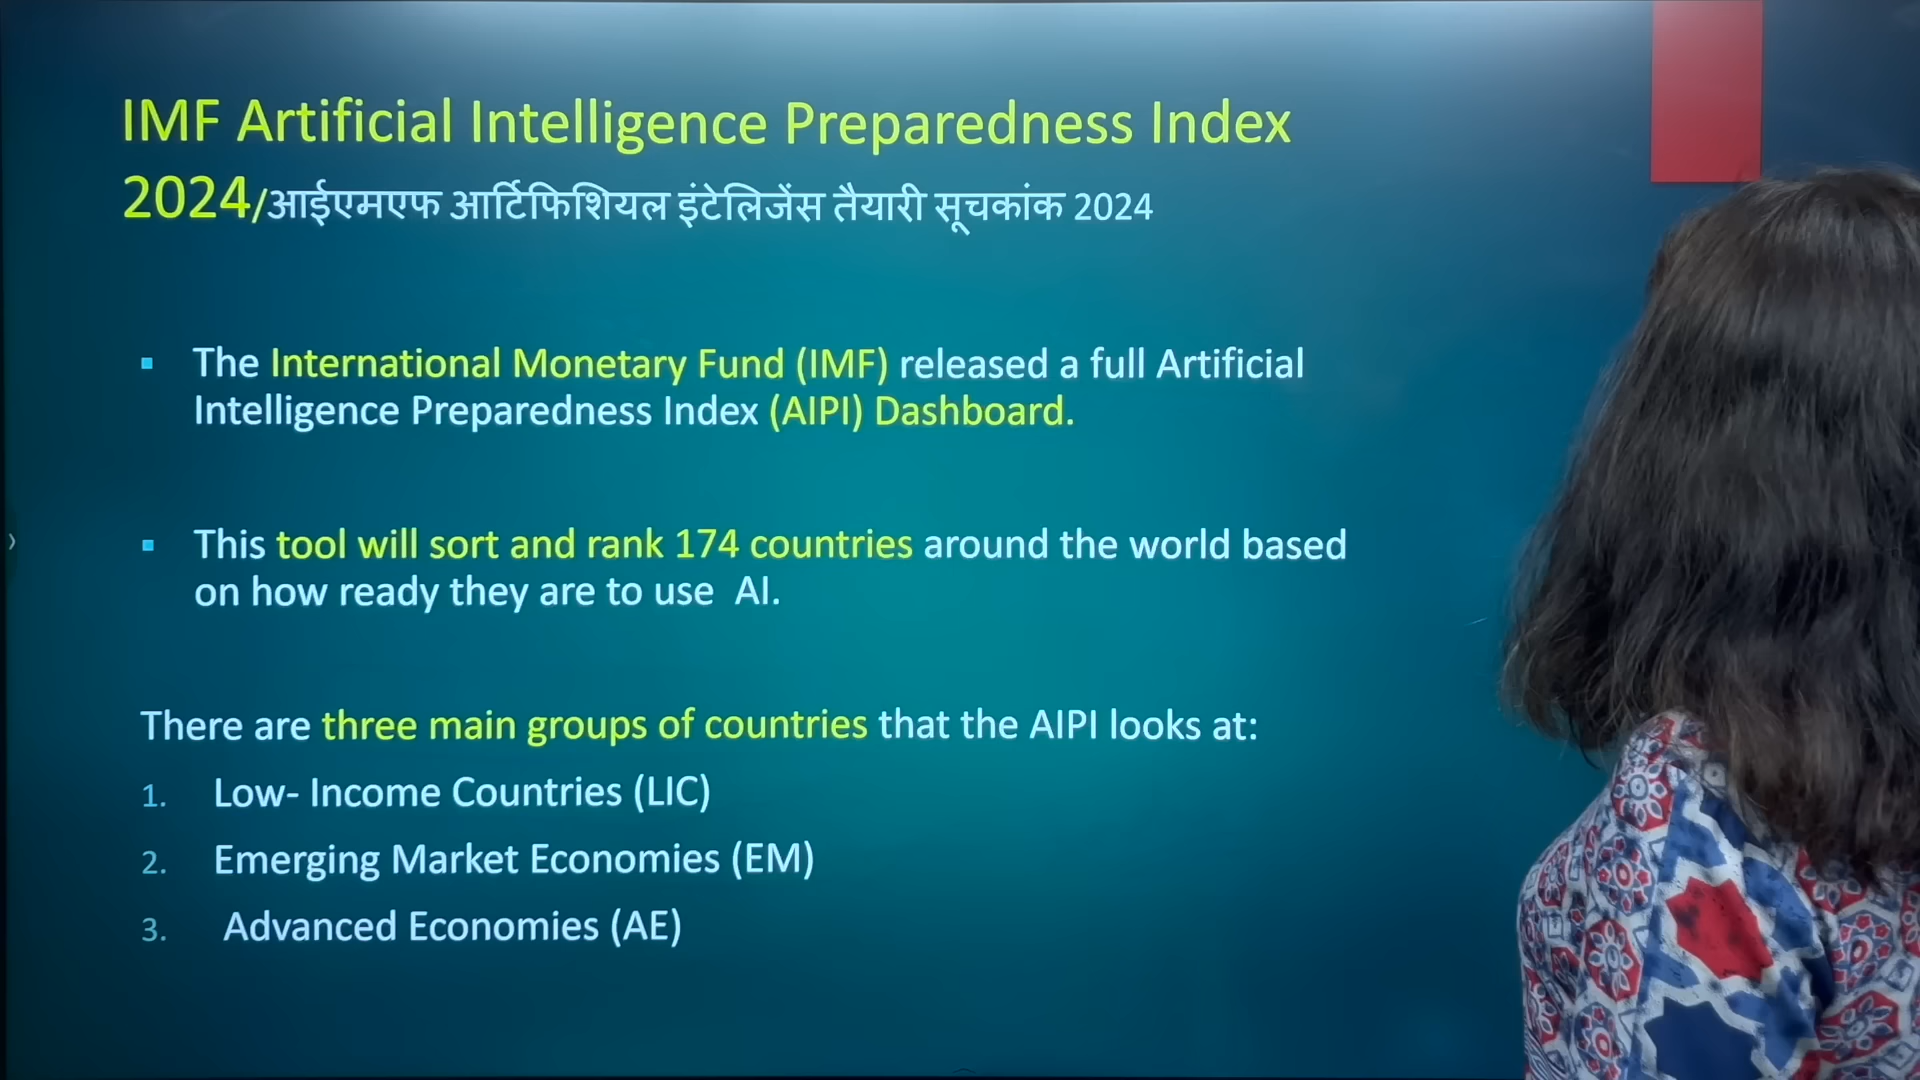 IMF Artificial Intelligence Preparedness Index
2024/आईएमएफ आर्टिफिशियल इंटेलिजेंस तैयारी सूचकांक 2024
▪ The International Monetary Fund (IMF) released a full Artificial
Intelligence Preparedness Index (AIPI) Dashboard.
▪ This tool will sort and rank 174 countries around the world based
on how ready they are to use AI.
There are three main groups of countries that the AIPI looks at:
1. Low- Income Countries (LIC)
2. Emerging Market Economies (EM)
3. Advanced Economies (AE)